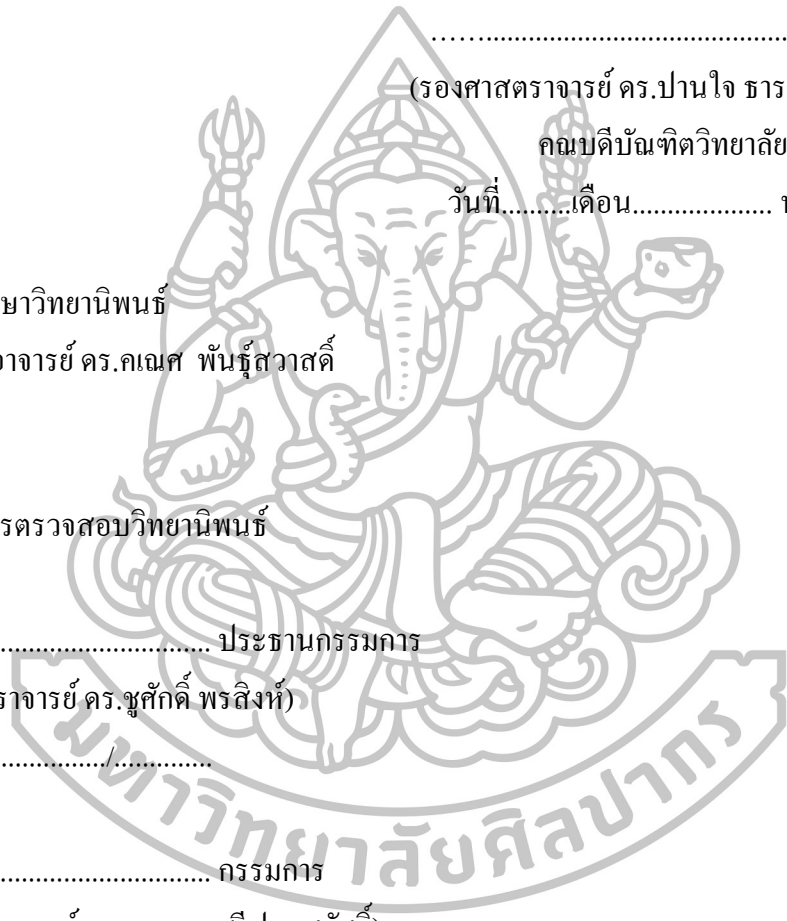 .................................................
(รองศาสตราจารย์ ดร.ปานใจ ธาร
คณบดีบัณฑิตวิทยาลัย
วันที่..........เดือน....................
ษาวิทยานิพนธ์
อาจารย์ ดร.คเณศ พันธุ์สวาสดิ์
รตรวจสอบวิทยานิพนธ์
.............................. ประธานกรรมการ
ราจารย์ ดร.ชูศักดิ์ พรสิงห์)
................/..............
.............................. กรรมการ
มหาวิทยาลัยศิลปากร